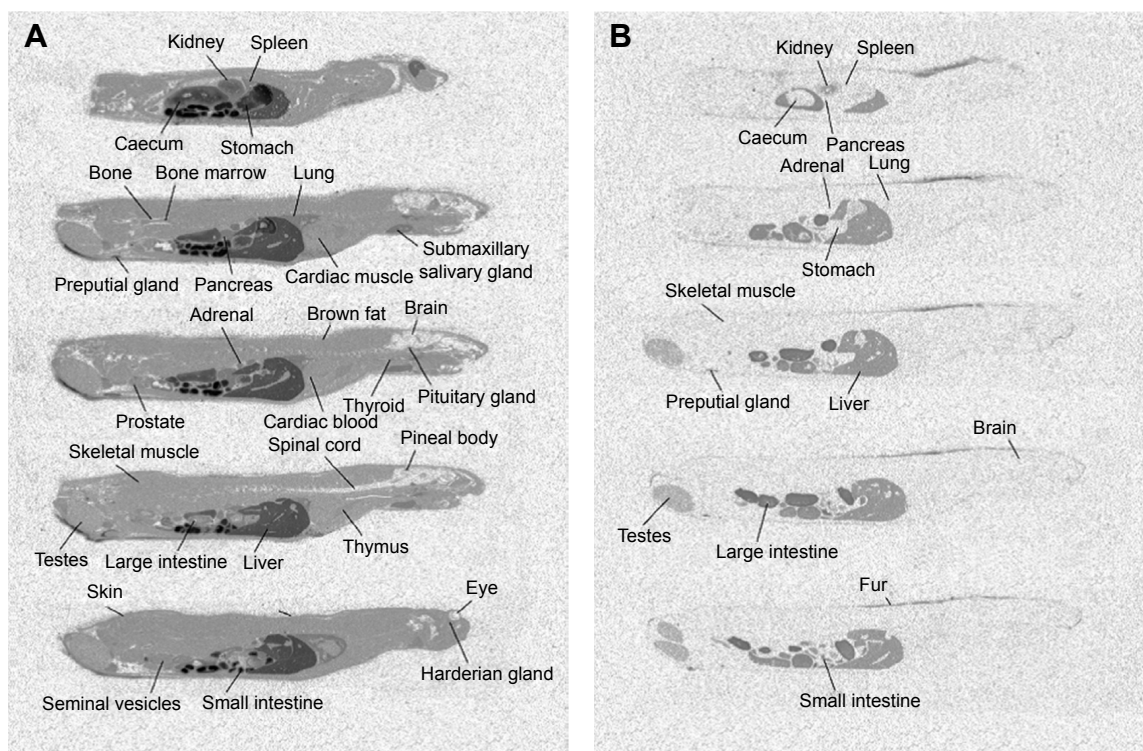 A
Kidney
Spleen
Caecum
Stomach
Bone
Bone marrow
Lung
Preputial gland
Pancreas
Cardiac muscle
Submaxillary
salivary gland
Adrenal
Brown fat
Brain
Prostate
Cardiac blood
Thyroid
Pituitary gland
Skeletal muscle
Spinal cord
Pineal body
Testes
Large intestine
Liver
Thymus
Skin
Eye
Seminal vesicles
Small intestine
Harderian gland
B
Kidney
Spleen
Caecum
Pancreas
Adrenal
Lung
Stomach
Skeletal muscle
Preputial gland
Liver
Brain
Testes
Large intestine
Fur
Small intestine